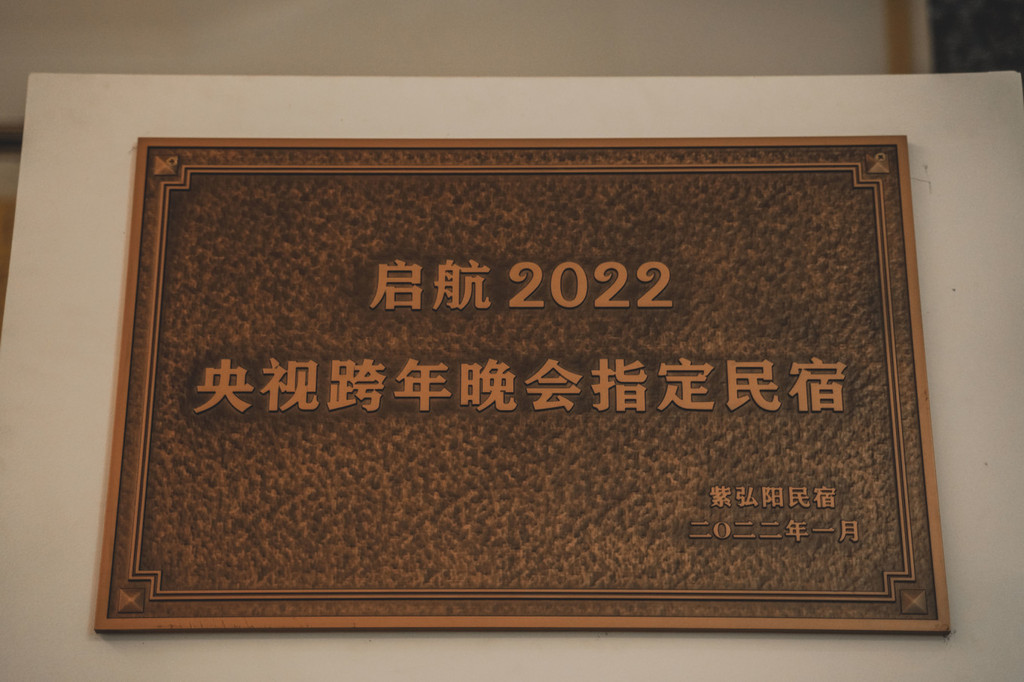 启航 2022
央视跨年晚会指定民宿
紫弘阳民宿
二〇二二年一月